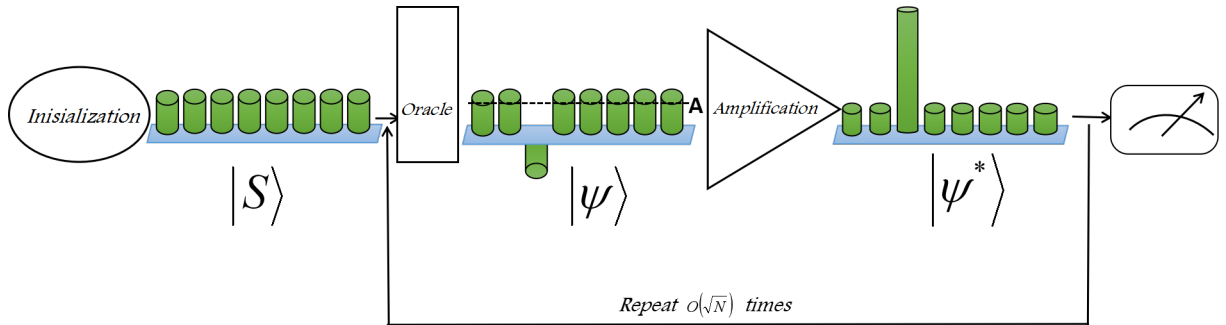 Inisialization
Oracle
A
Amplification
|S⟩
|ψ⟩
|ψ*⟩
Repeat O(√N) times